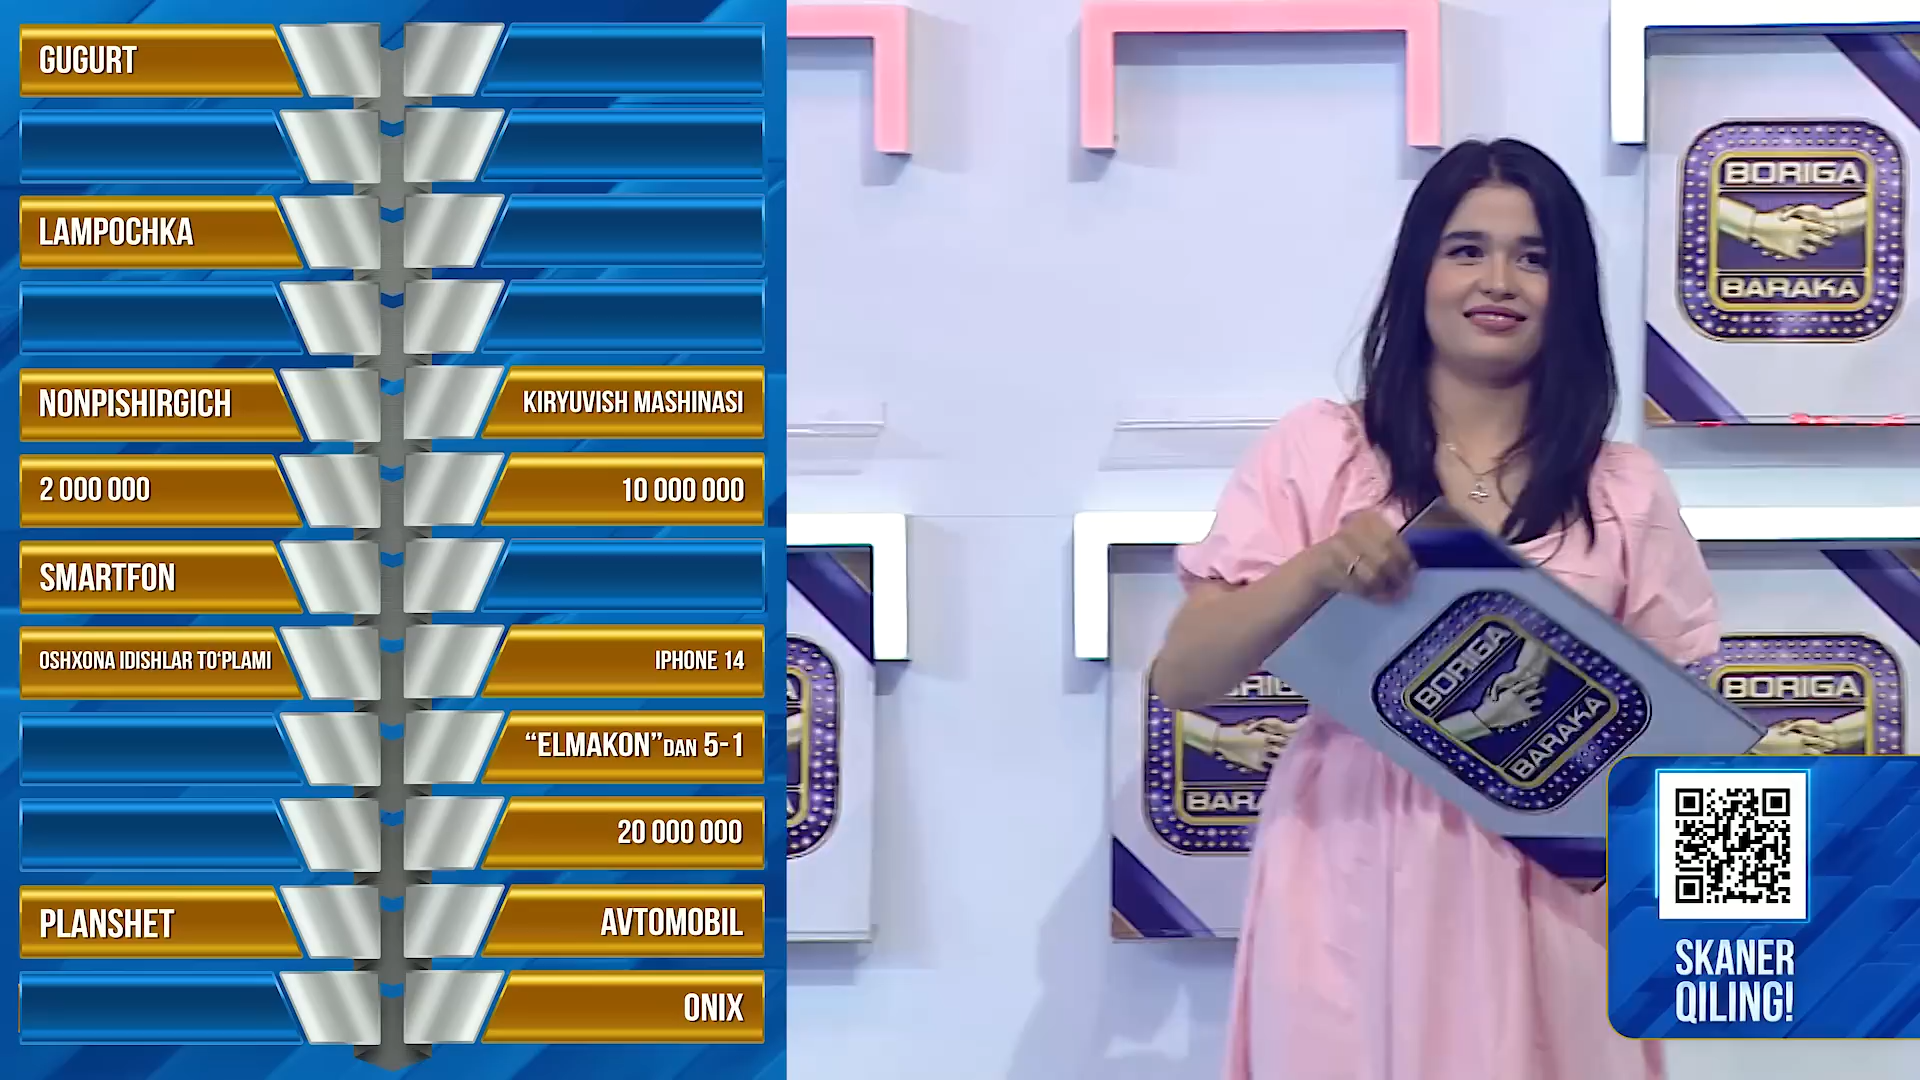 GUGURT
LAMPOCHKA
NONPISHIRGICH
KIRYUVISH MASHINASI
2 000 000
10 000 000
SMARTFON
OSHXONA IDISHLAR TO‘PLAMI
IPHONE 14
“ELMAKON”DAN 5-1
20 000 000
PLANSHET
AVTOMOBIL
ONIX
BORIGA
BARAKA
BORIGA
BARAKA
BORIGA
SKANER
QILING!